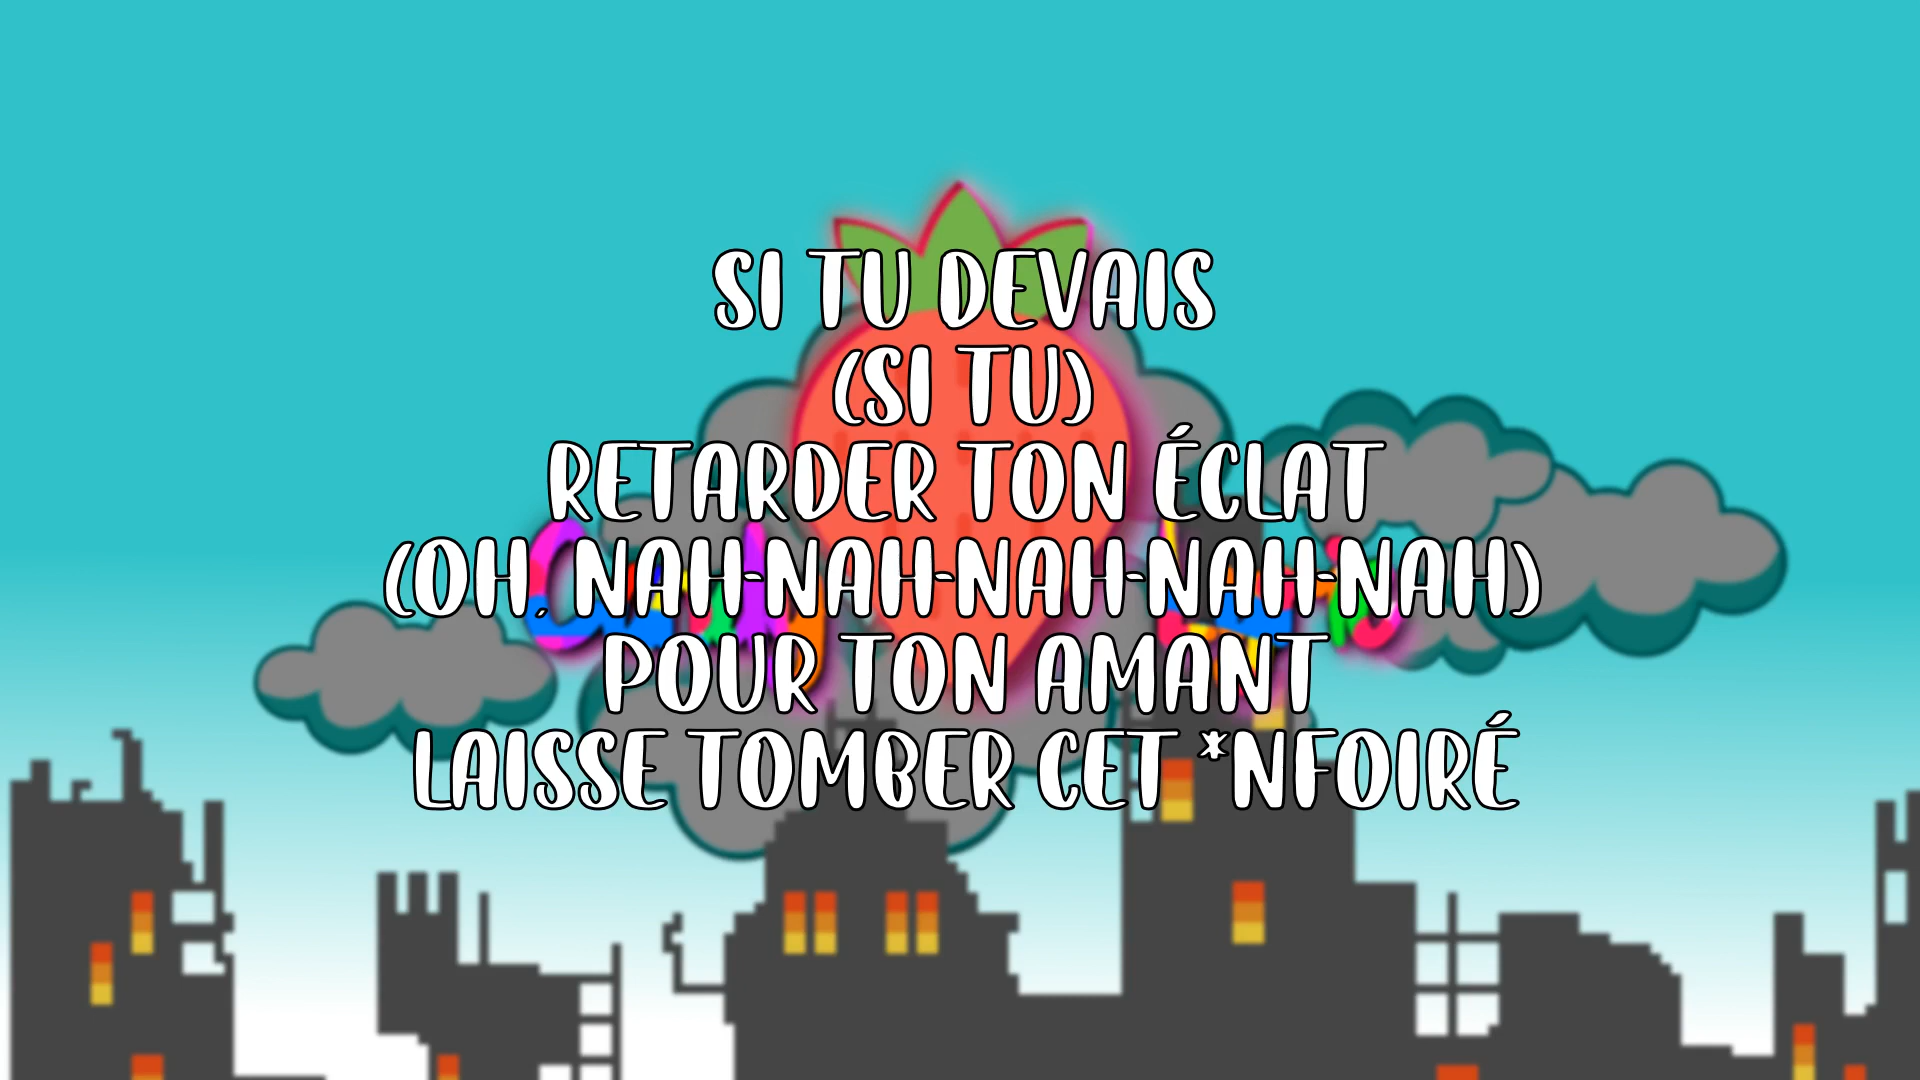 SI TU DEVAIS
(SI TU)
RETARDER TON ÉCLAT
(OH, NAH-NAH-NAH-NAH-NAH)
POUR TON AMANT
LAISSE TOMBER CET *NFOIRÉ